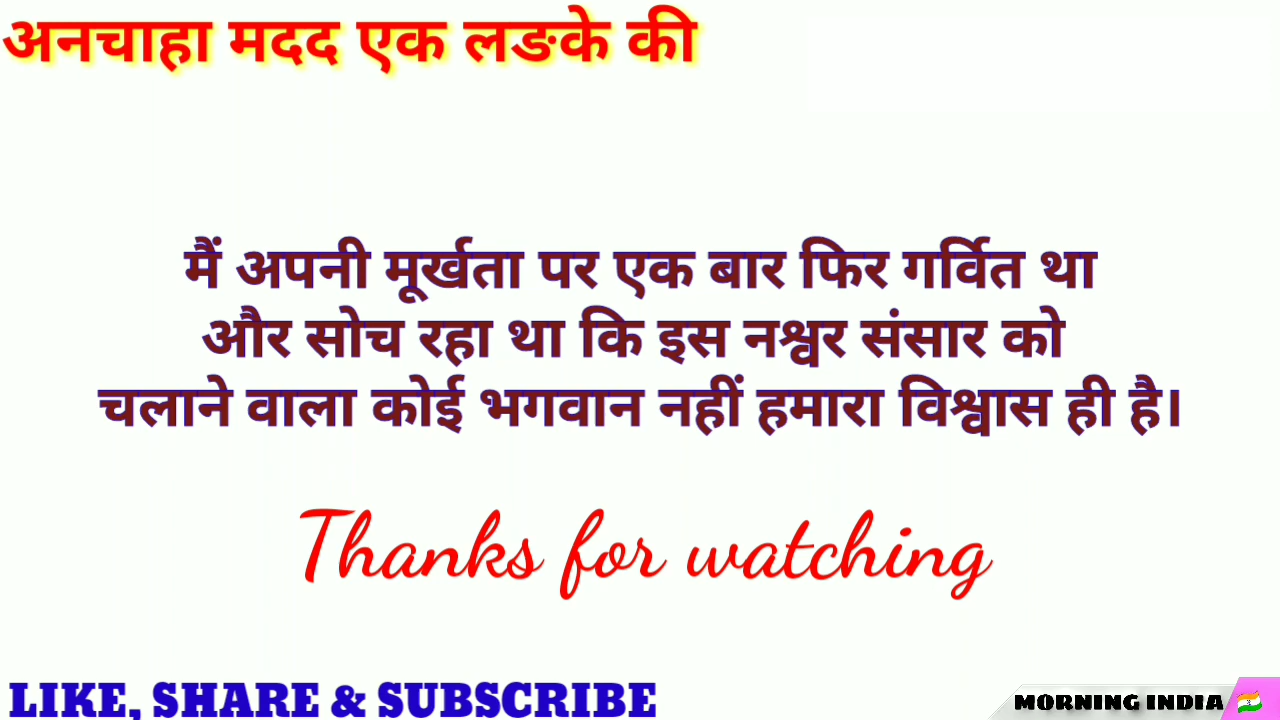 अनचाहा मदद एक लङके की
मैं अपनी मूर्खता पर एक बार फिर गर्वित था
और सोच रहा था कि इस नश्वर संसार को
चलाने वाला कोई भगवान नहीं हमारा विश्वास ही है।
Thanks for watching
LIKE, SHARE & SUBSCRIBE
MORNING INDIA